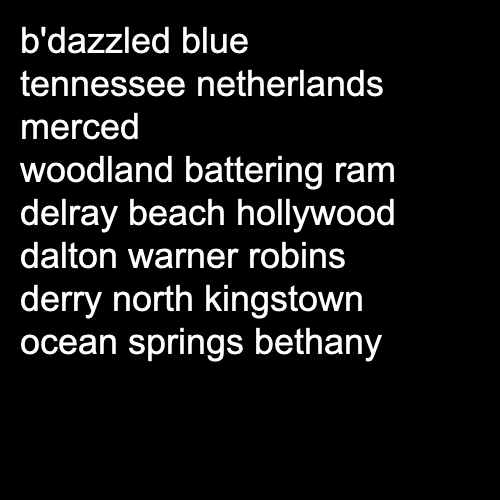 b'dazzled blue
tennessee netherlands
merced
woodland battering ram
delray beach hollywood
dalton warner robins
derry north kingstown
ocean springs bethany